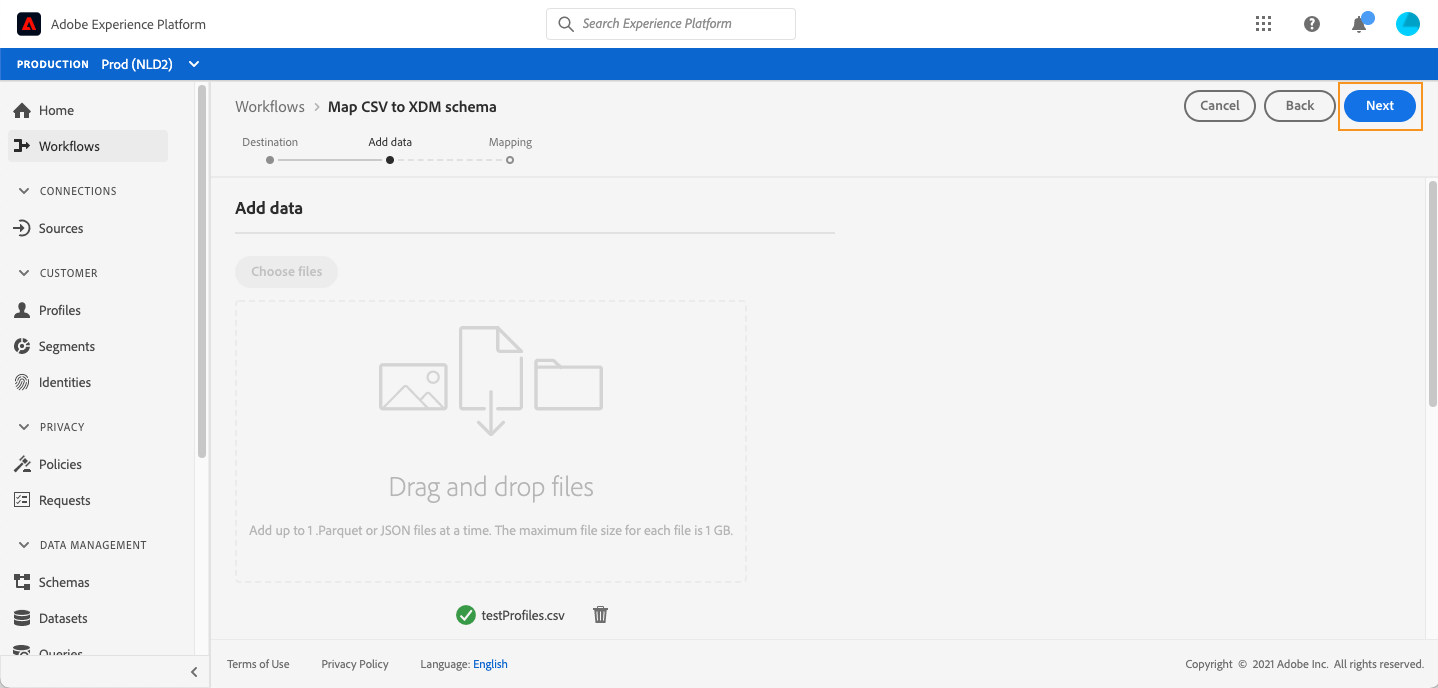 Adobe Experience Platform
Search Experience Platform
PRODUCTION Prod (NLD2)
Home
Workflows
CONNECTIONS
Sources
CUSTOMER
Profiles
Segments
Identities
PRIVACY
Policies
Requests
DATA MANAGEMENT
Schemas
Datasets
Queries
Workflows > Map CSV to XDM schema
Cancel
Back
Next
Destination
Add data
Mapping
Add data
Choose files
Drag and drop files
Add up to 1 .Parquet or JSON files at a time. The maximum file size for each file is 1 GB.
testProfiles.csv
Terms of Use
Privacy Policy
Language: English
Copyright © 2021 Adobe Inc. All rights reserved.